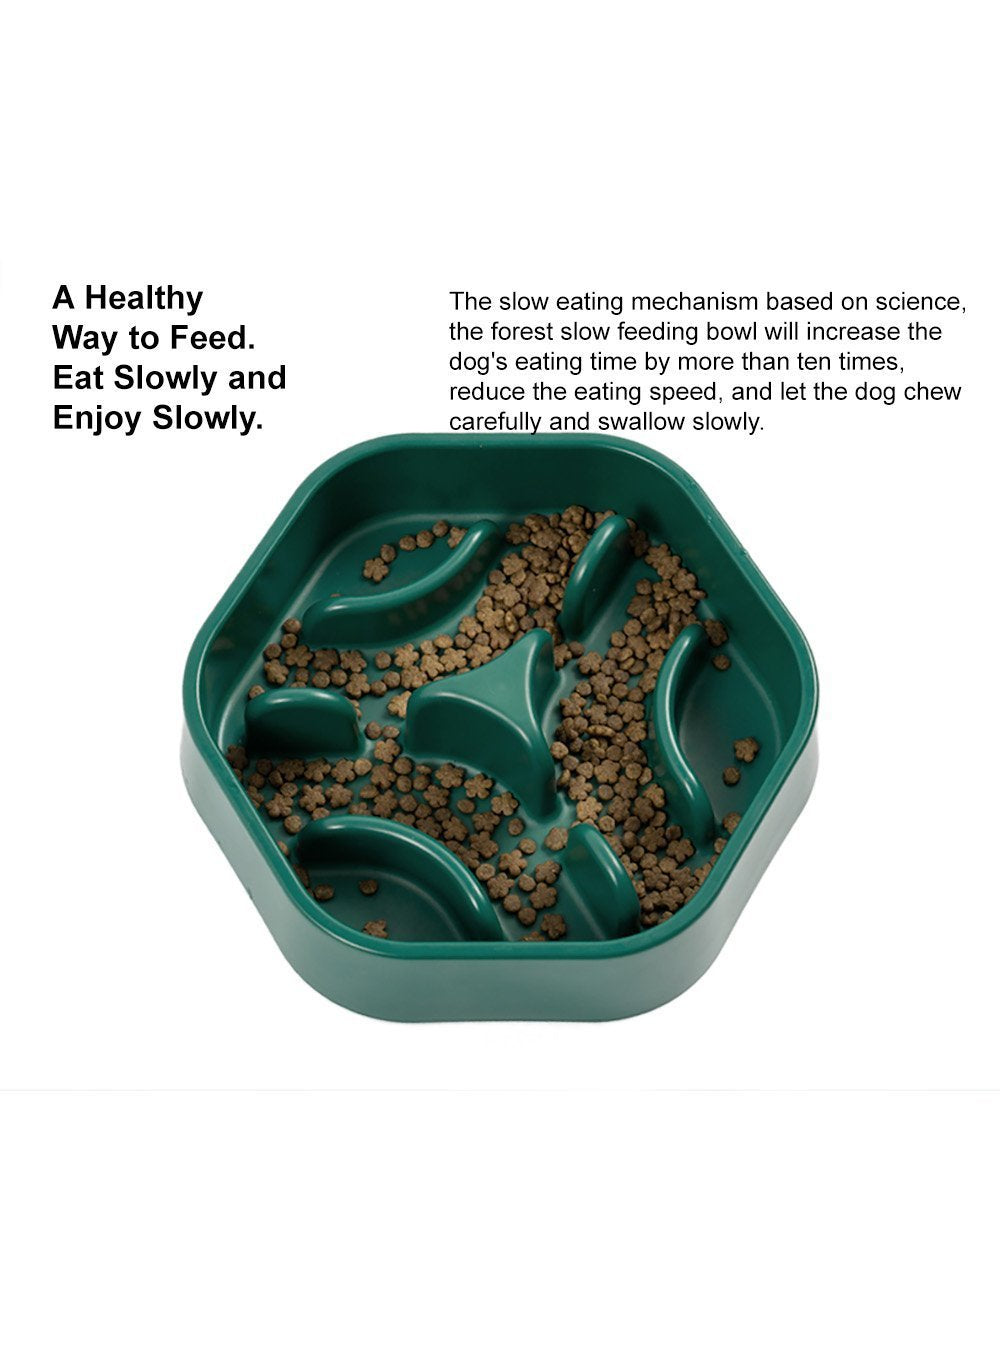 A Healthy
Way to Feed.
Eat Slowly and
Enjoy Slowly.
The slow eating mechanism based on science,
the forest slow feeding bowl will increase the
dog's eating time by more than ten times,
reduce the eating speed, and let the dog chew
carefully and swallow slowly.